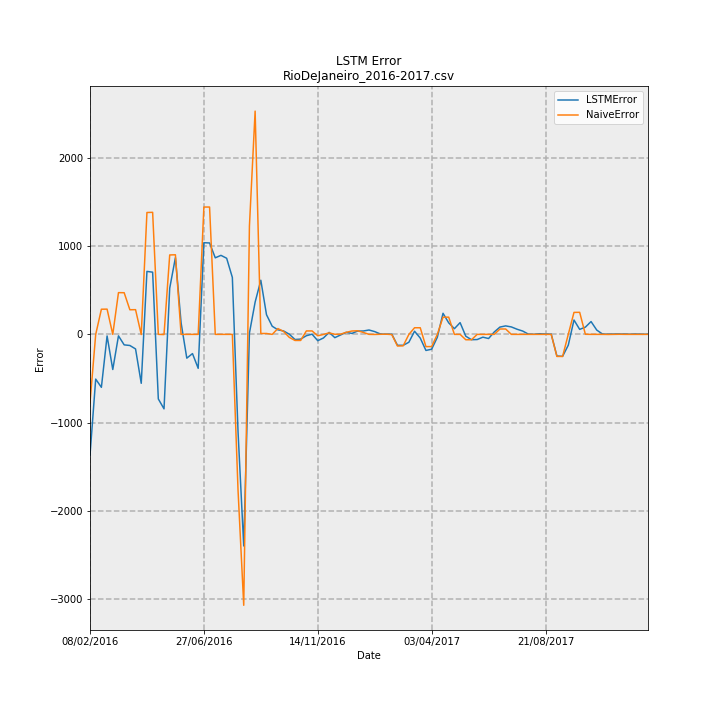 LSTM Error
RioDeJaneiro_2016-2017.csv
LSTMError
NaiveError
2000
1000
0
−1000
−2000
−3000
Error
08/02/2016
27/06/2016
14/11/2016
03/04/2017
21/08/2017
Date